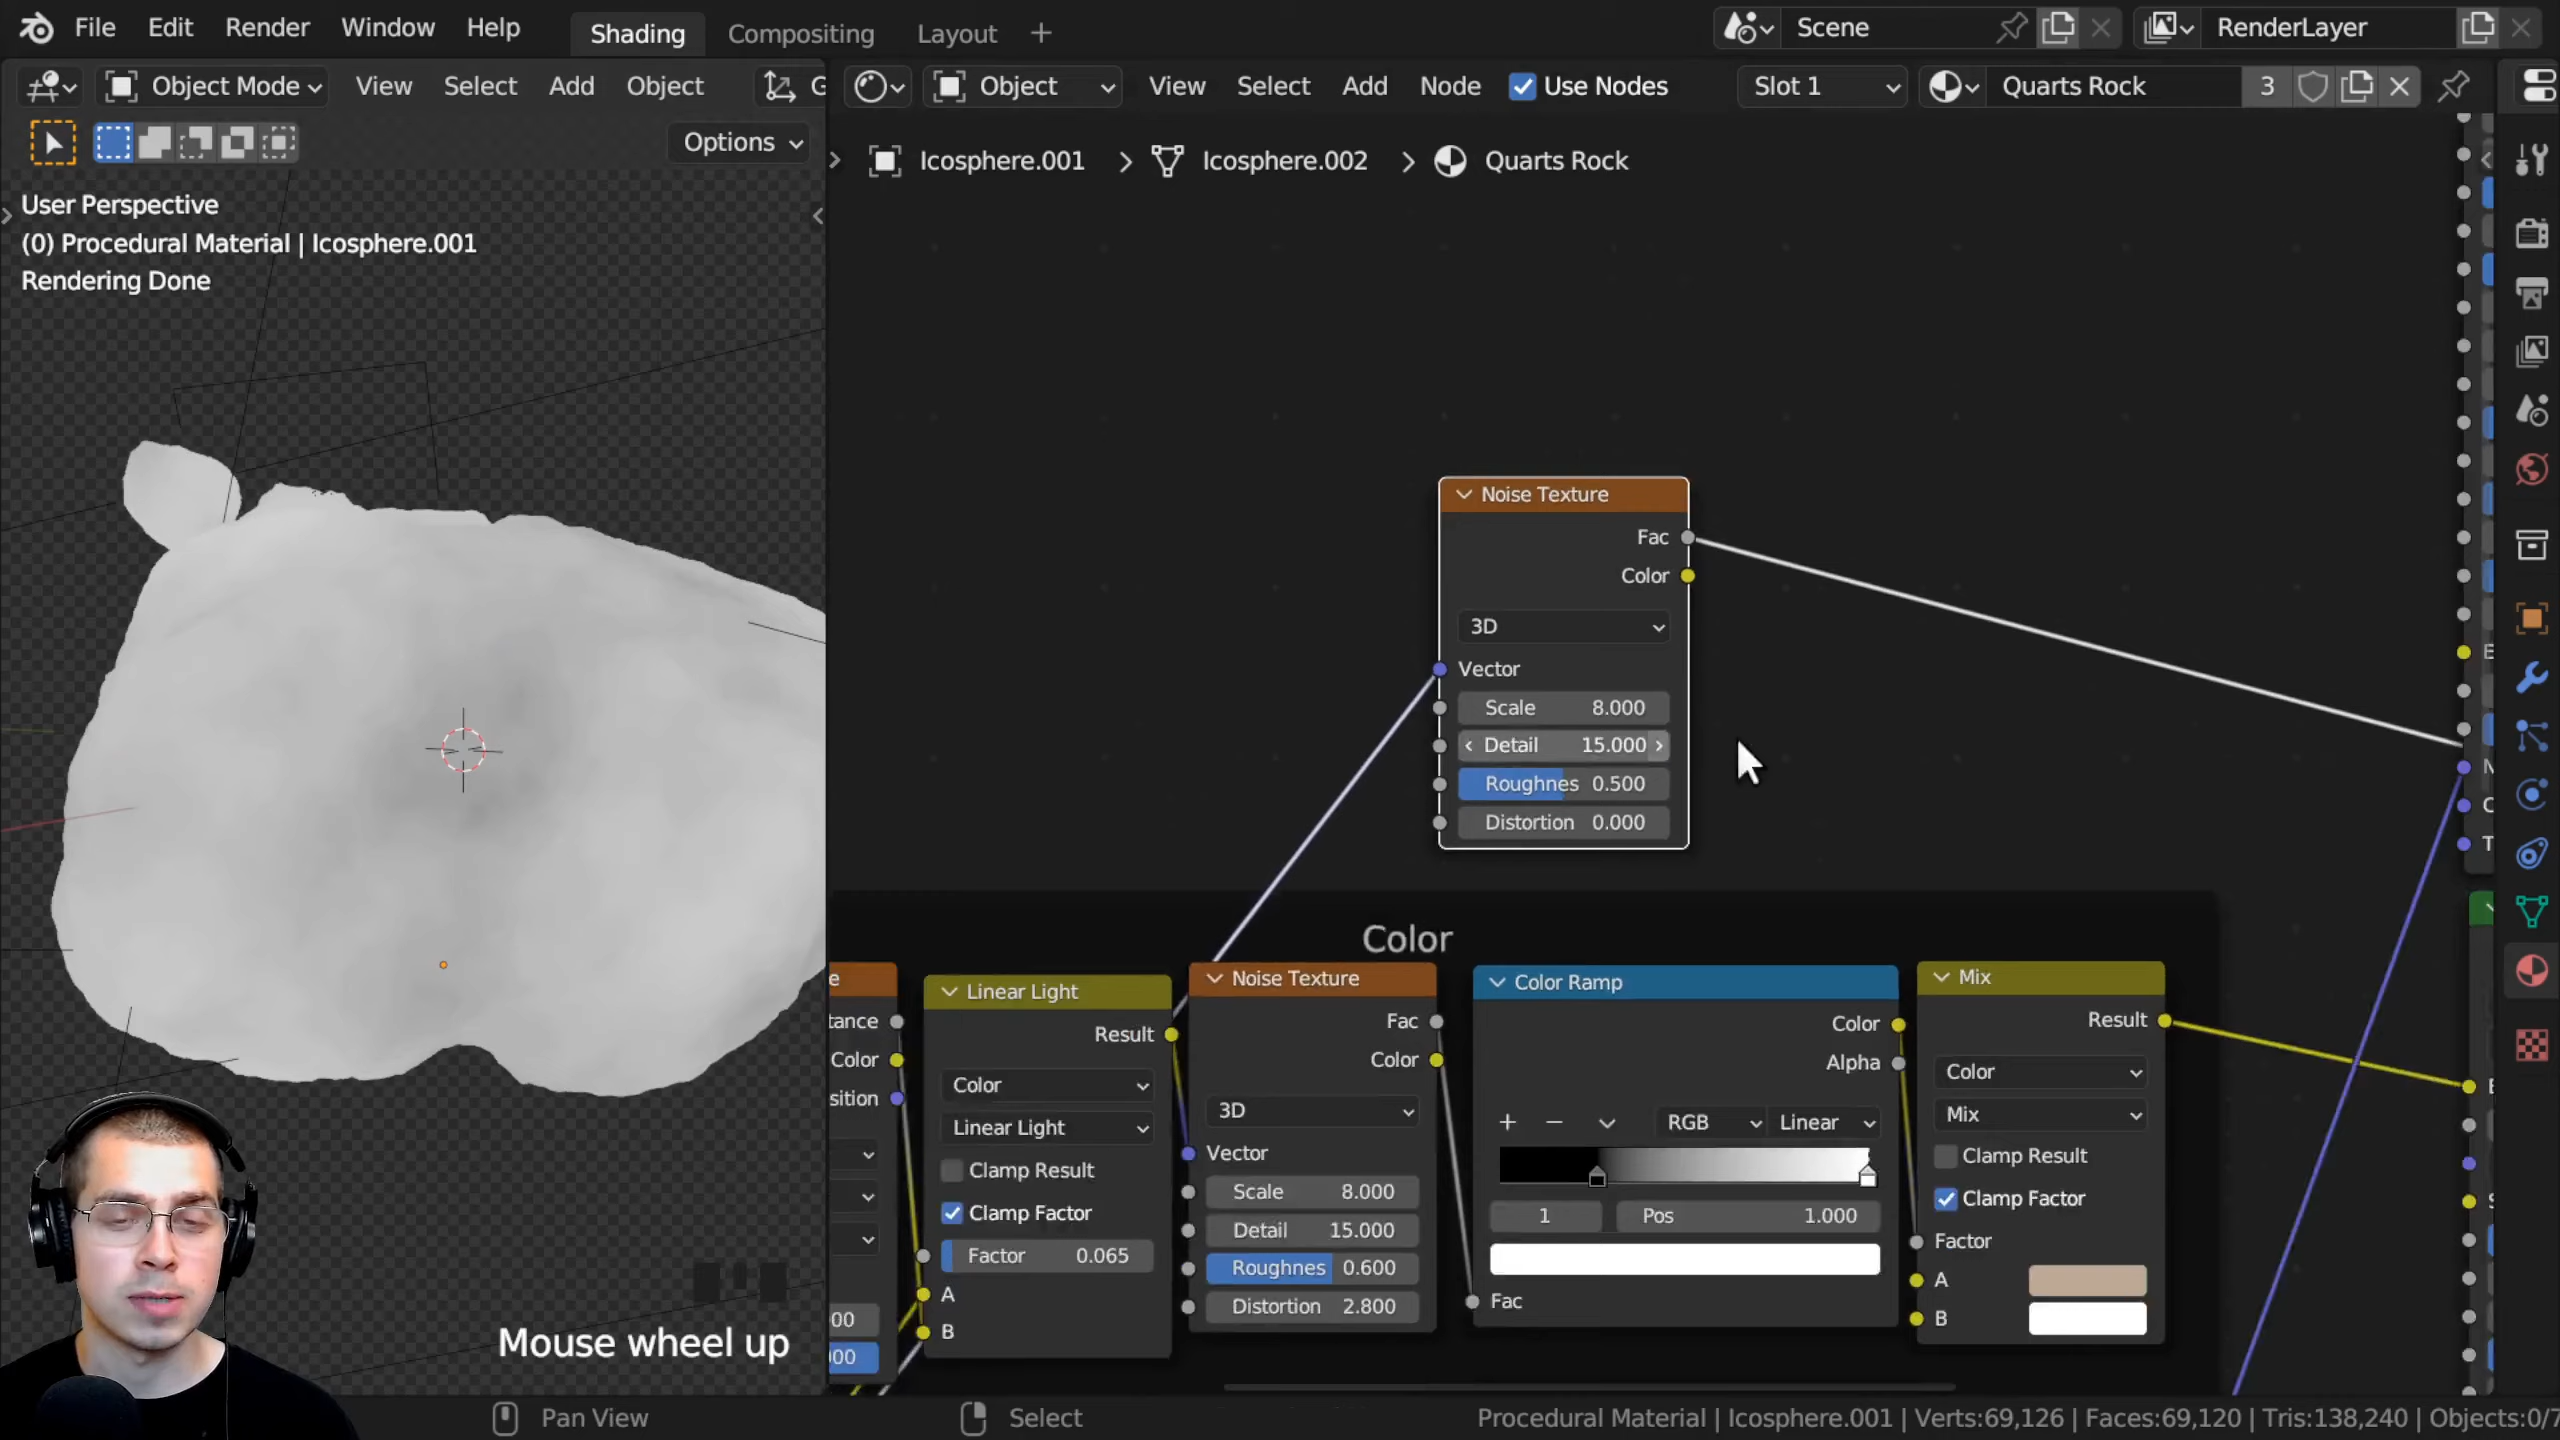 File Edit Render Window Help Shading Compositing Layout + Scene RenderLayer
Object Mode View Select Add Object G Object View Select Add Node Use Nodes Slot 1 Quarts Rock 3
Options
Icosphere.001 > Icosphere.002 > Quarts Rock
User Perspective
(0) Procedural Material | Icosphere.001
Rendering Done
Noise Texture
Fac
Color
3D
Vector
Scale 8.000
Detail 15.000
Roughnes 0.500
Distortion 0.000
Color
Linear Light
Result
Color
Linear Light
Clamp Result
Clamp Factor
Factor 0.065
A
B
Noise Texture
Fac
Color
3D
Vector
Scale 8.000
Detail 15.000
Roughnes 0.600
Distortion 2.800
Color Ramp
Color
Alpha
+ − RGB Linear
1 Pos 1.000
Fac
Mix
Result
Color
Mix
Clamp Result
Clamp Factor
Factor
A
B
e
tance
Color
sition
00
000
Mouse wheel up
Pan View Select Procedural Material | Icosphere.001 | Verts:69,126 | Faces:69,120 | Tris:138,240 | Objects:0/7